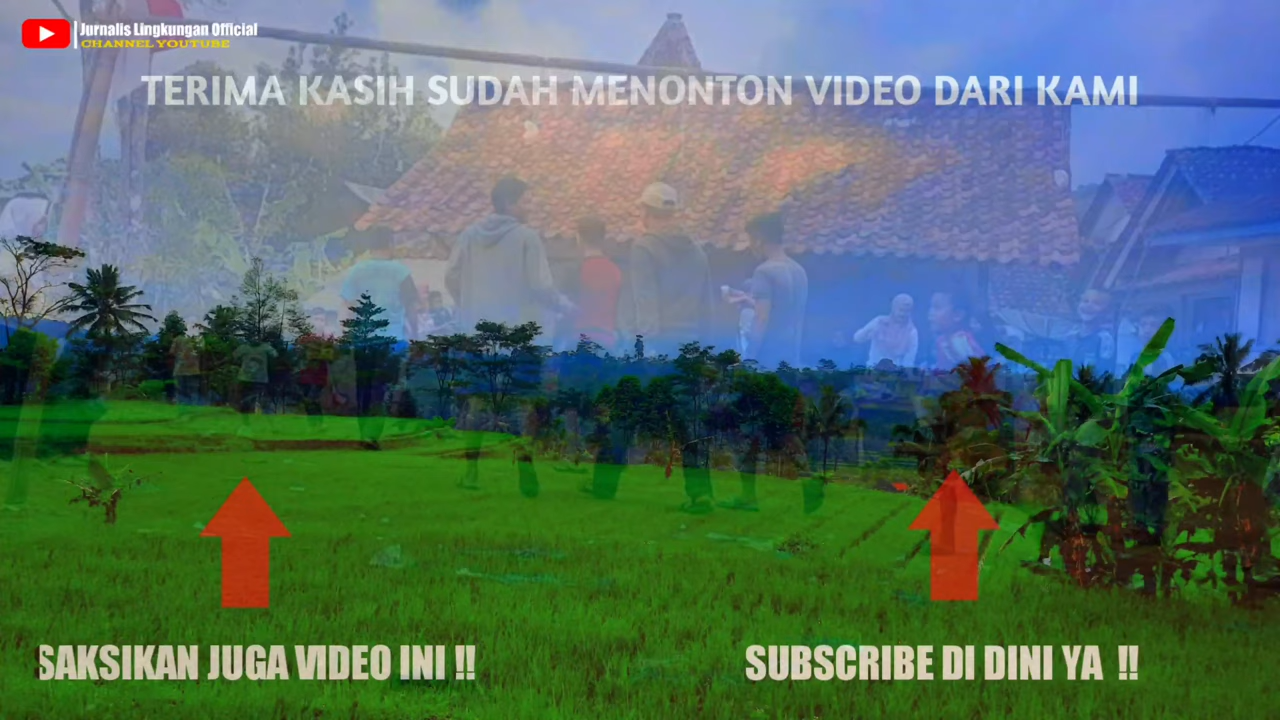 Jurnalis Lingkungan Official
CHANNEL YOUTUBE
TERIMA KASIH SUDAH MENONTON VIDEO DARI KAMI
SAKSIKAN JUGA VIDEO INI !!
SUBSCRIBE DI DINI YA !!